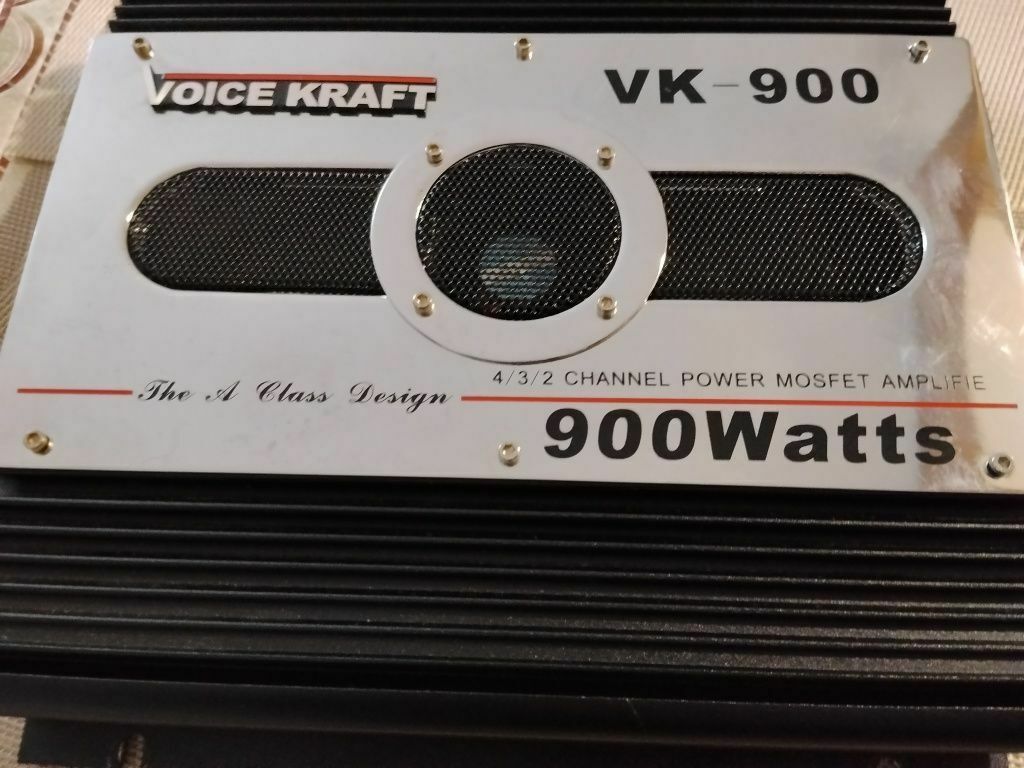 VOICE KRAFT
VK-900
The A Class Design
4/3/2 CHANNEL POWER MOSFET AMPLIFIE
900Watts